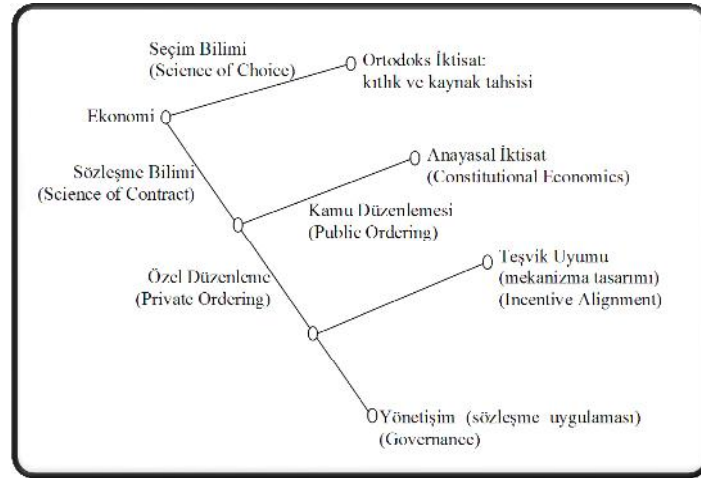 Seçim Bilimi
(Science of Choice)
Ortodoks İktisat:
kıtlık ve kaynak tahsisi
Ekonomi
Sözleşme Bilimi
(Science of Contract)
Anayasal İktisat
(Constitutional Economics)
Kamu Düzenlemesi
(Public Ordering)
Özel Düzenleme
(Private Ordering)
Teşvik Uyumu
(mekanizma tasarımı)
(Incentive Alignment)
Yönetişim (sözleşme uygulaması)
(Governance)